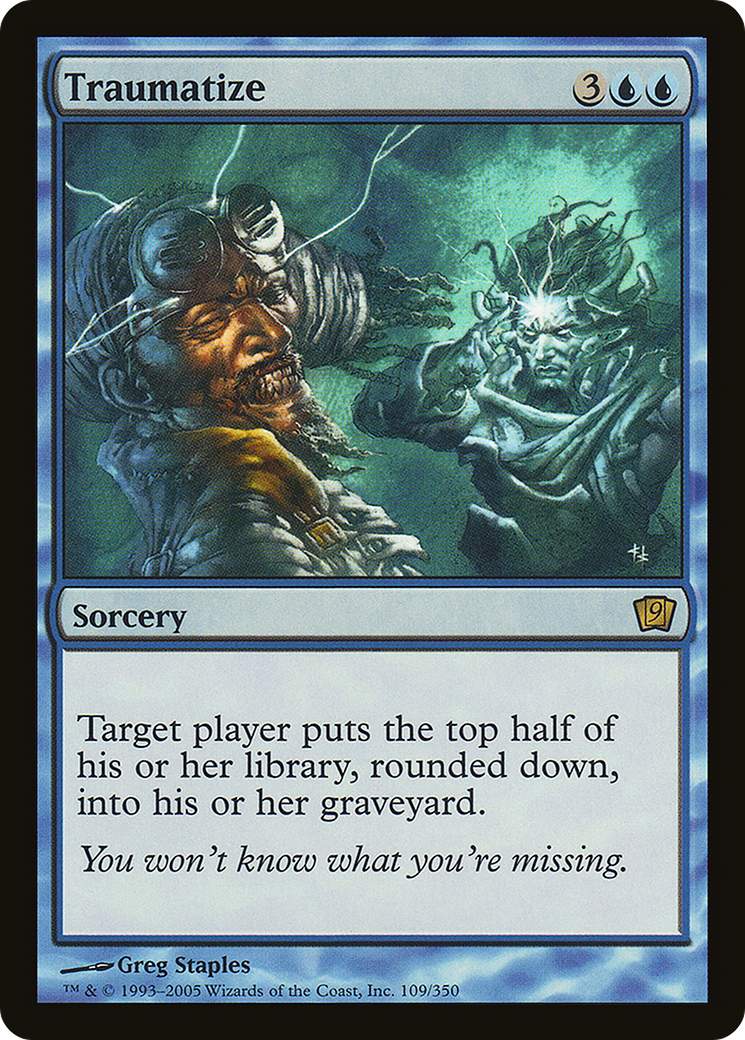 Traumatize 3
Sorcery 9
Target player puts the top half of
his or her library, rounded down,
into his or her graveyard.
You won't know what you're missing.
Greg Staples
™ & © 1993–2005 Wizards of the Coast, Inc. 109/350